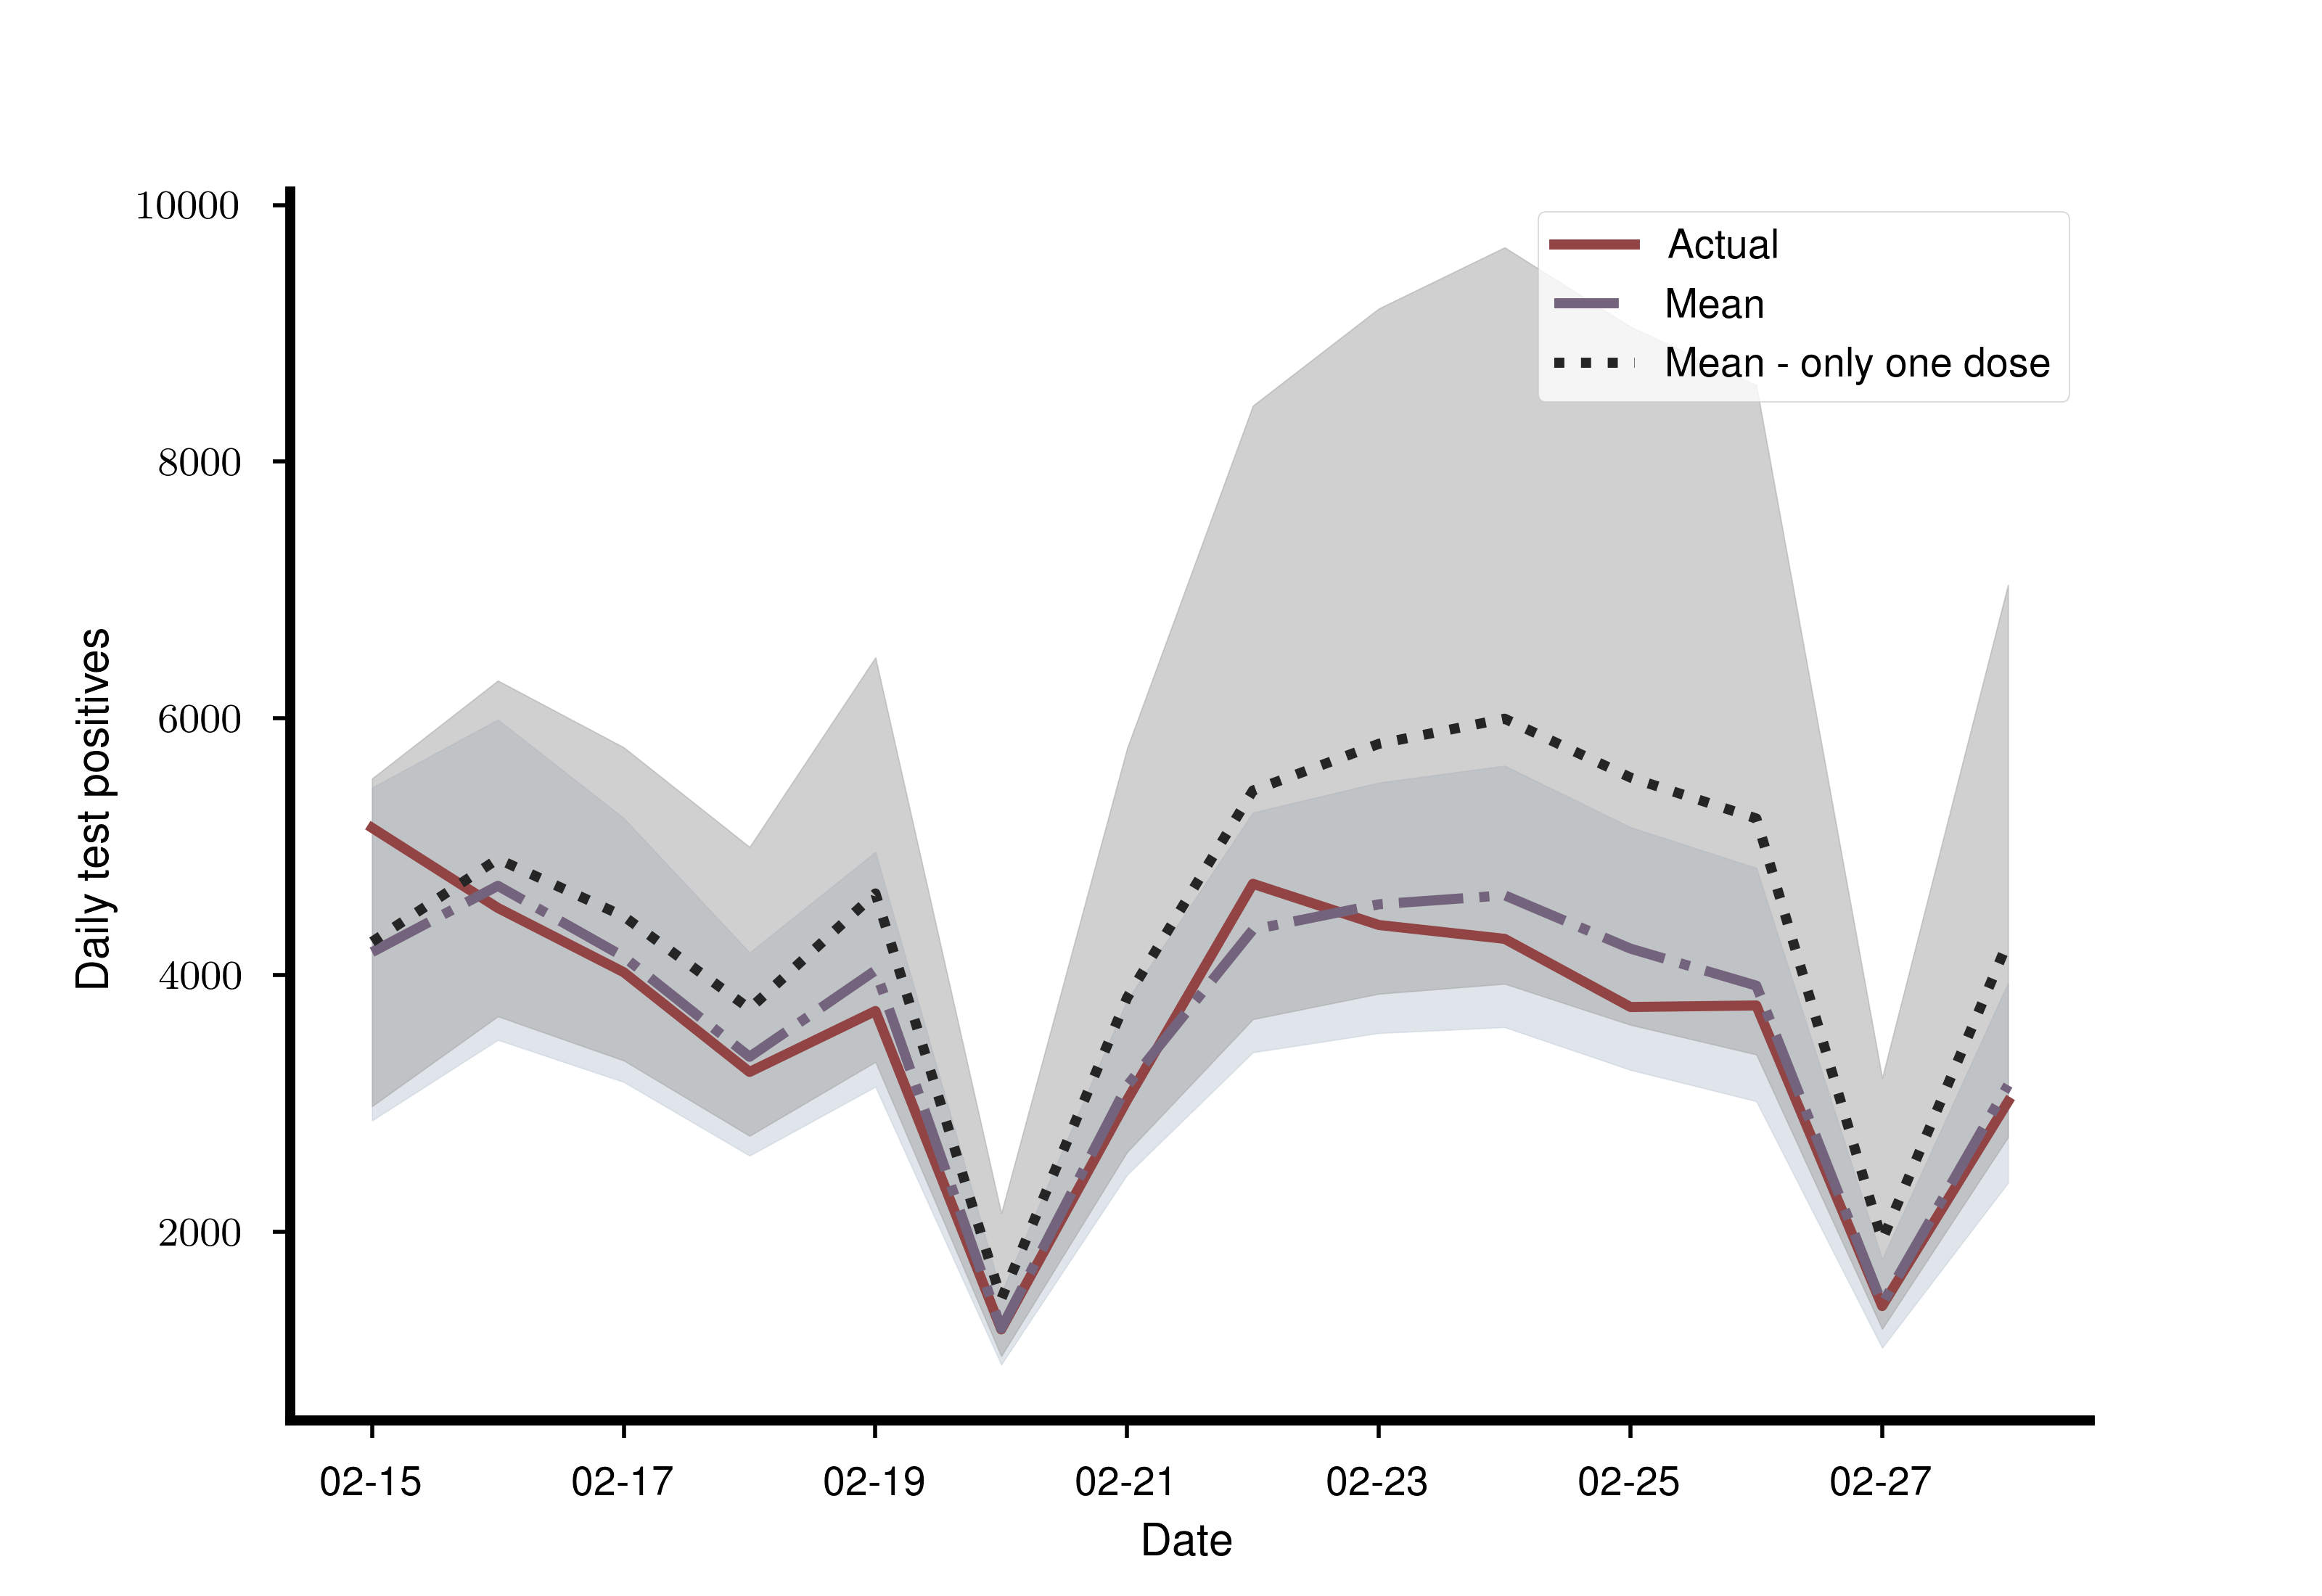 10000
8000
6000
4000
2000
Daily test positives
Actual
Mean
Mean - only one dose
02-15 02-17 02-19 02-21 02-23 02-25 02-27
Date